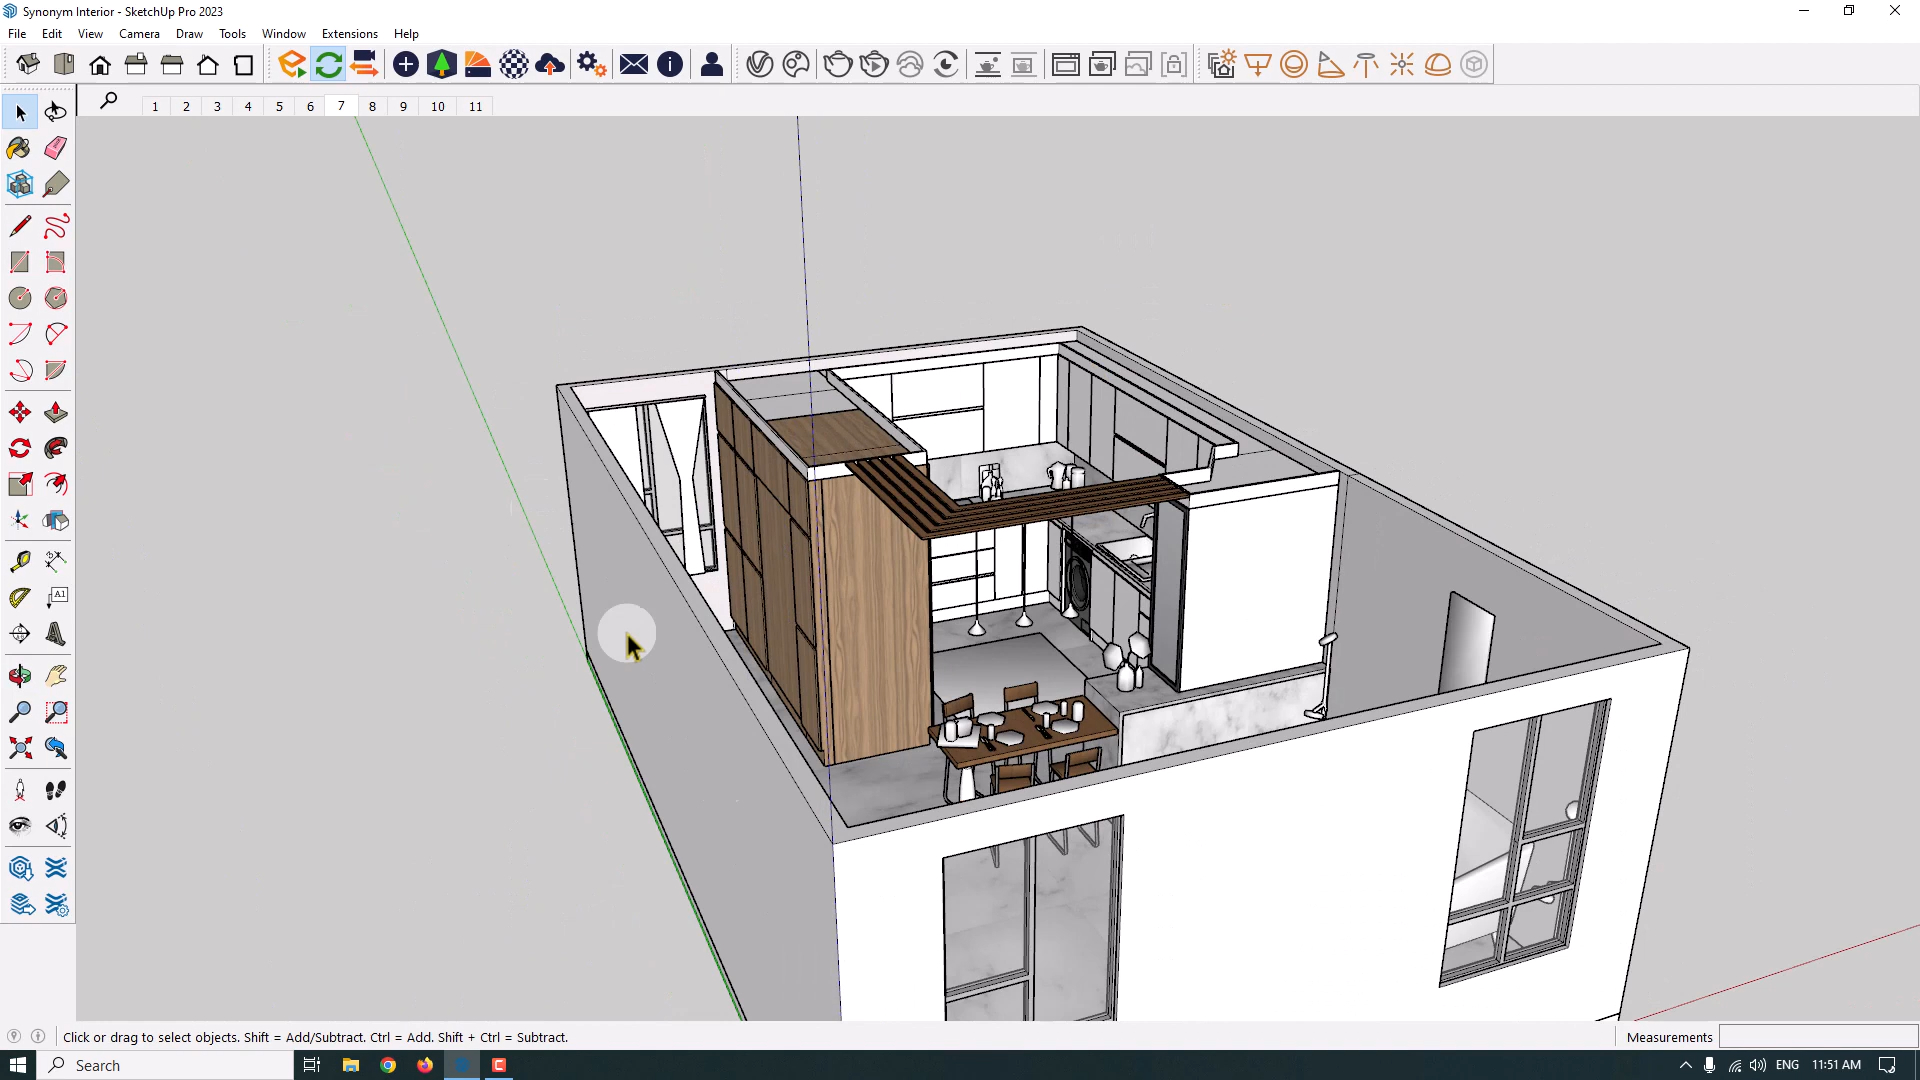 Synonym Interior - SketchUp Pro 2023
File Edit View Camera Draw Tools Window Extensions Help
1 2 3 4 5 6 7 8 9 10 11
A1
Click or drag to select objects. Shift = Add/Subtract. Ctrl = Add. Shift + Ctrl = Subtract.
Measurements
Search
ENG 11:51 AM